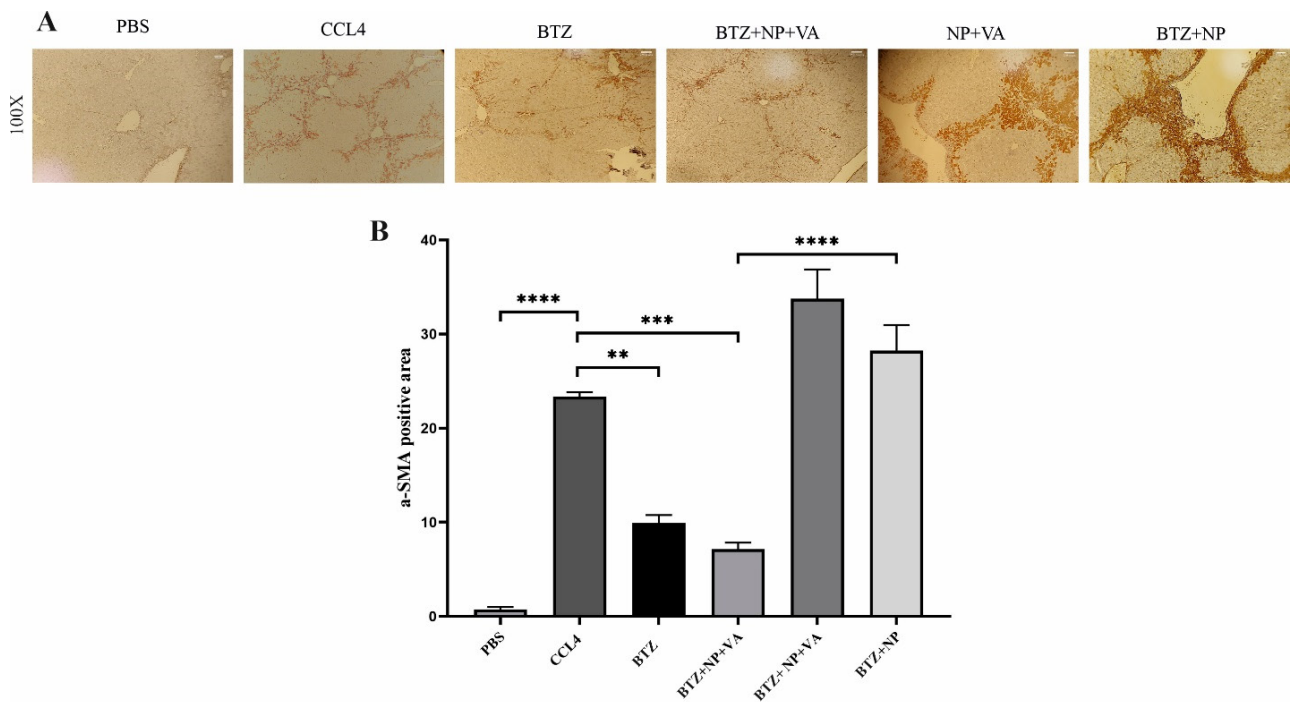 A
PBS
CCL4
BTZ
BTZ+NP+VA
NP+VA
BTZ+NP
100X
B
a-SMA positive area
40
30
20
10
0
****
***
**
****
PBS
CCL4
BTZ
BTZ+NP+VA
BTZ+ NP+VA
BTZ+NP